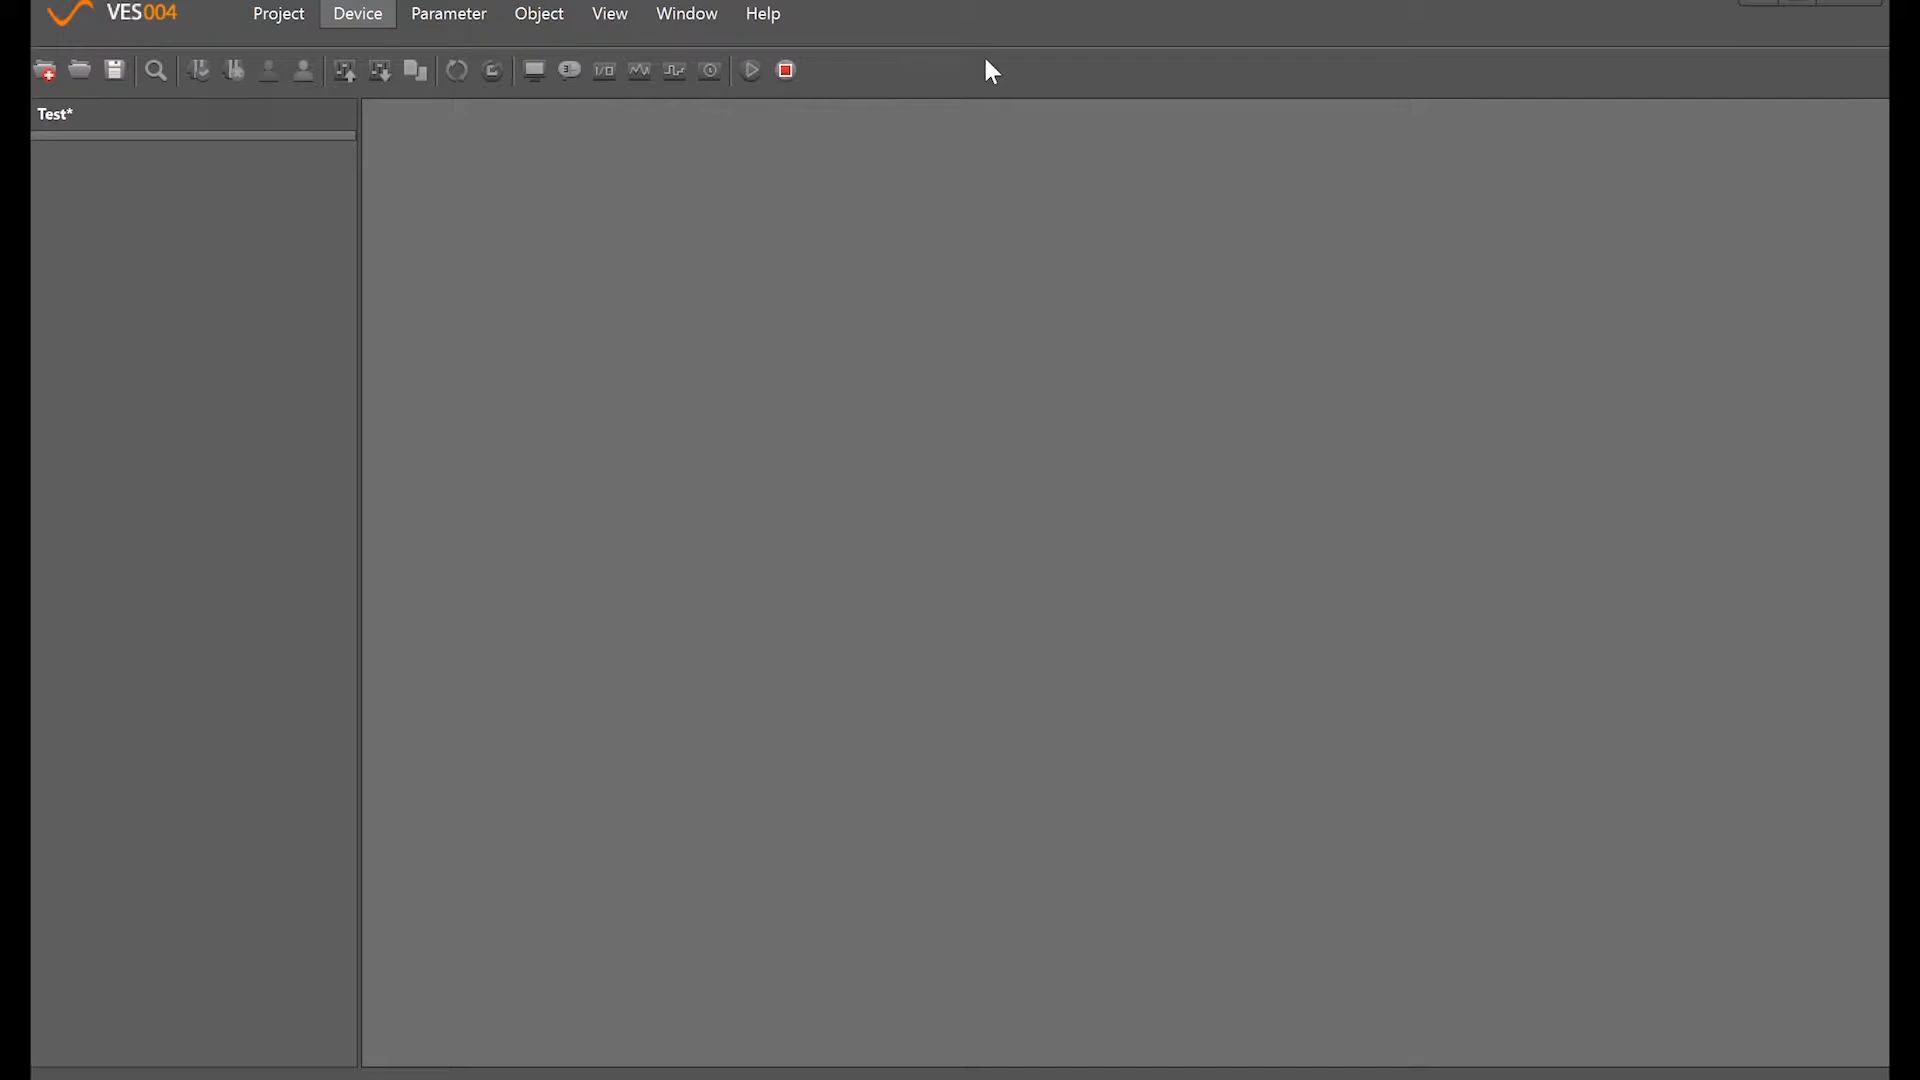 VES004
Project Device Parameter Object View Window Help
I/O
Test*